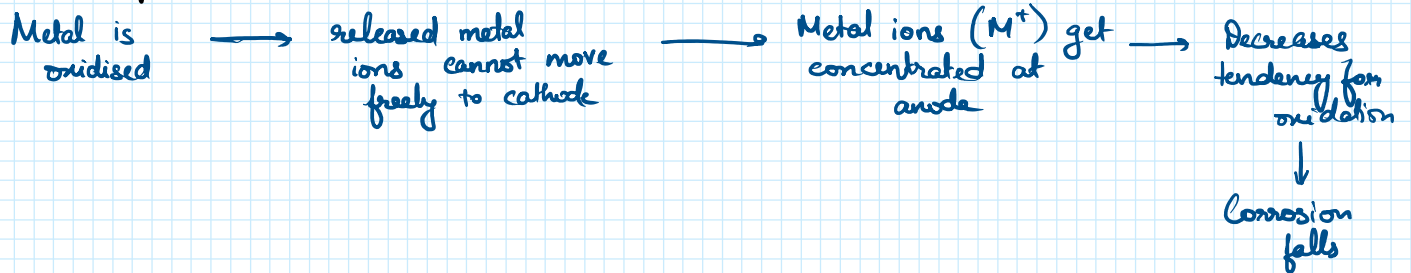 Metal is
oxidised
→
released metal
ions cannot move
freely to cathode
→
Metal ions (M⁺) get
concentrated at
anode
→
Decreases
tendency for
oxidation
↓
Corrosion
falls